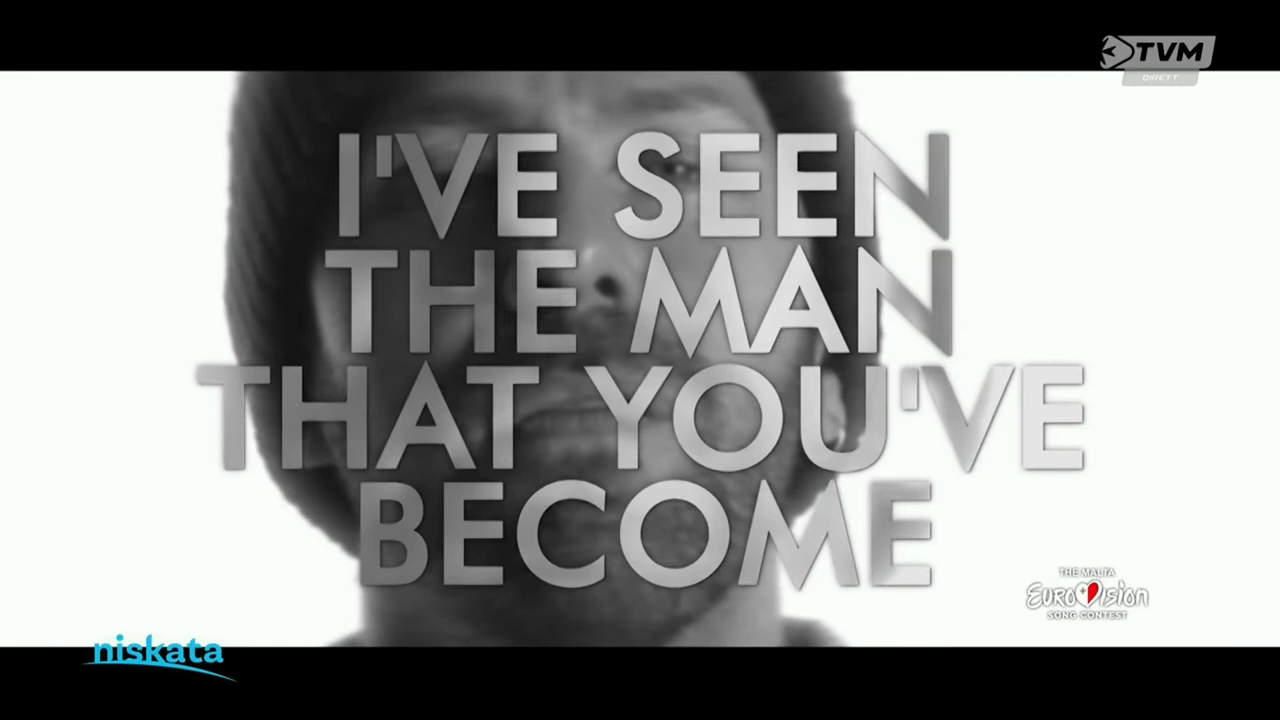 TVM
DIRETT
I'VE SEEN
THE MAN
THAT YOU'VE
BECOME
THE MALTA
EUROVISION
SONG CONTEST
niskata